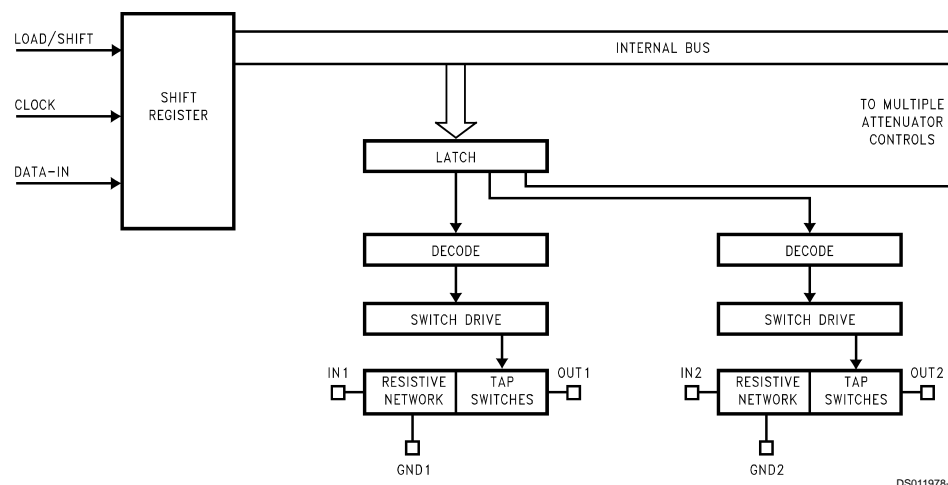 LOAD/SHIFT
CLOCK
DATA-IN
SHIFT
REGISTER
INTERNAL BUS
TO MULTIPLE
ATTENUATOR
CONTROLS
LATCH
DECODE
SWITCH DRIVE
IN1
RESISTIVE
NETWORK
TAP
SWITCHES
OUT1
GND1
DECODE
SWITCH DRIVE
IN2
RESISTIVE
NETWORK
TAP
SWITCHES
OUT2
GND2
DS011978-